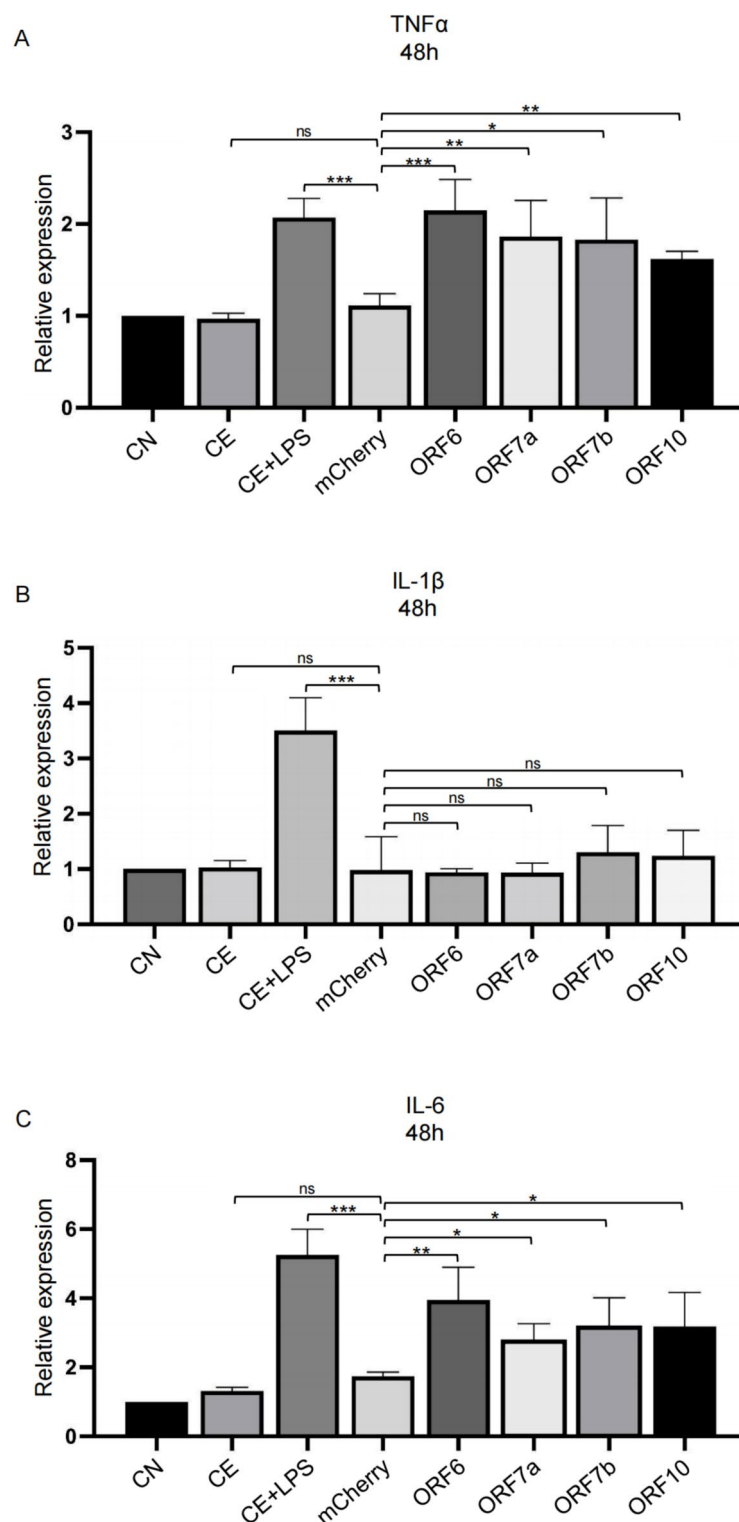 A
TNFα
48h
Relative expression
3
2
1
0
ns
***
***
**
*
**
CN
CE
CE+LPS
mCherry
ORF6
ORF7a
ORF7b
ORF10
B
IL-1β
48h
Relative expression
5
4
3
2
1
0
ns
***
ns
ns
ns
ns
CN
CE
CE+LPS
mCherry
ORF6
ORF7a
ORF7b
ORF10
C
IL-6
48h
Relative expression
8
6
4
2
0
ns
***
**
*
*
*
CN
CE
CE+LPS
mCherry
ORF6
ORF7a
ORF7b
ORF10